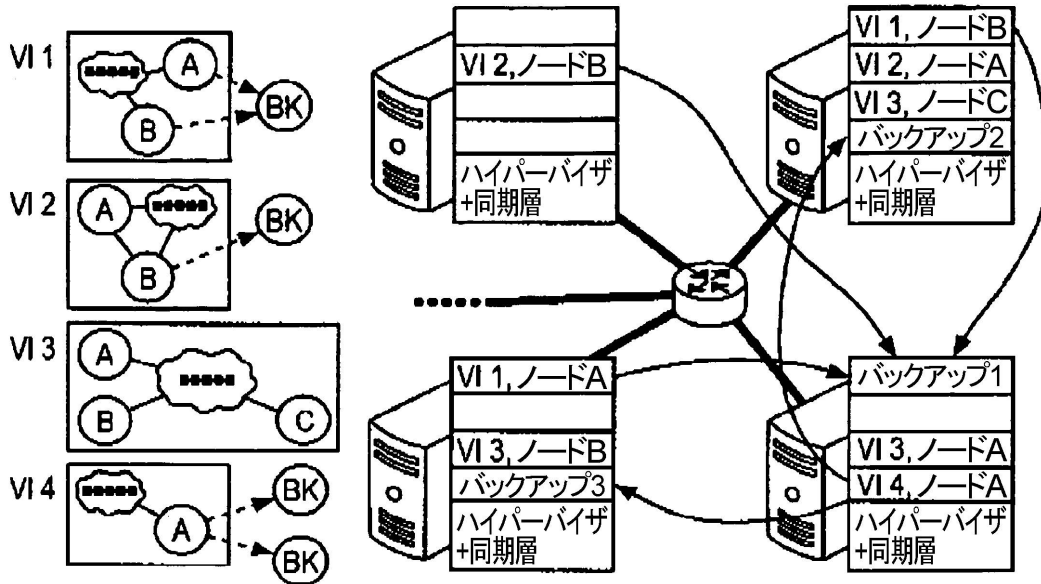 VI 1
A
B
BK
VI 2
A
B
BK
VI 3
A
B
C
VI 4
A
BK
BK
VI 2,ノードB
ハイパーバイザ
+同期層
VI 1,ノードB
VI 2,ノードA
VI 3,ノードC
バックアップ2
ハイパーバイザ
+同期層
VI 1,ノードA
VI 3,ノードB
バックアップ3
ハイパーバイザ
+同期層
バックアップ1
VI 3,ノードA
VI 4,ノードA
ハイパーバイザ
+同期層